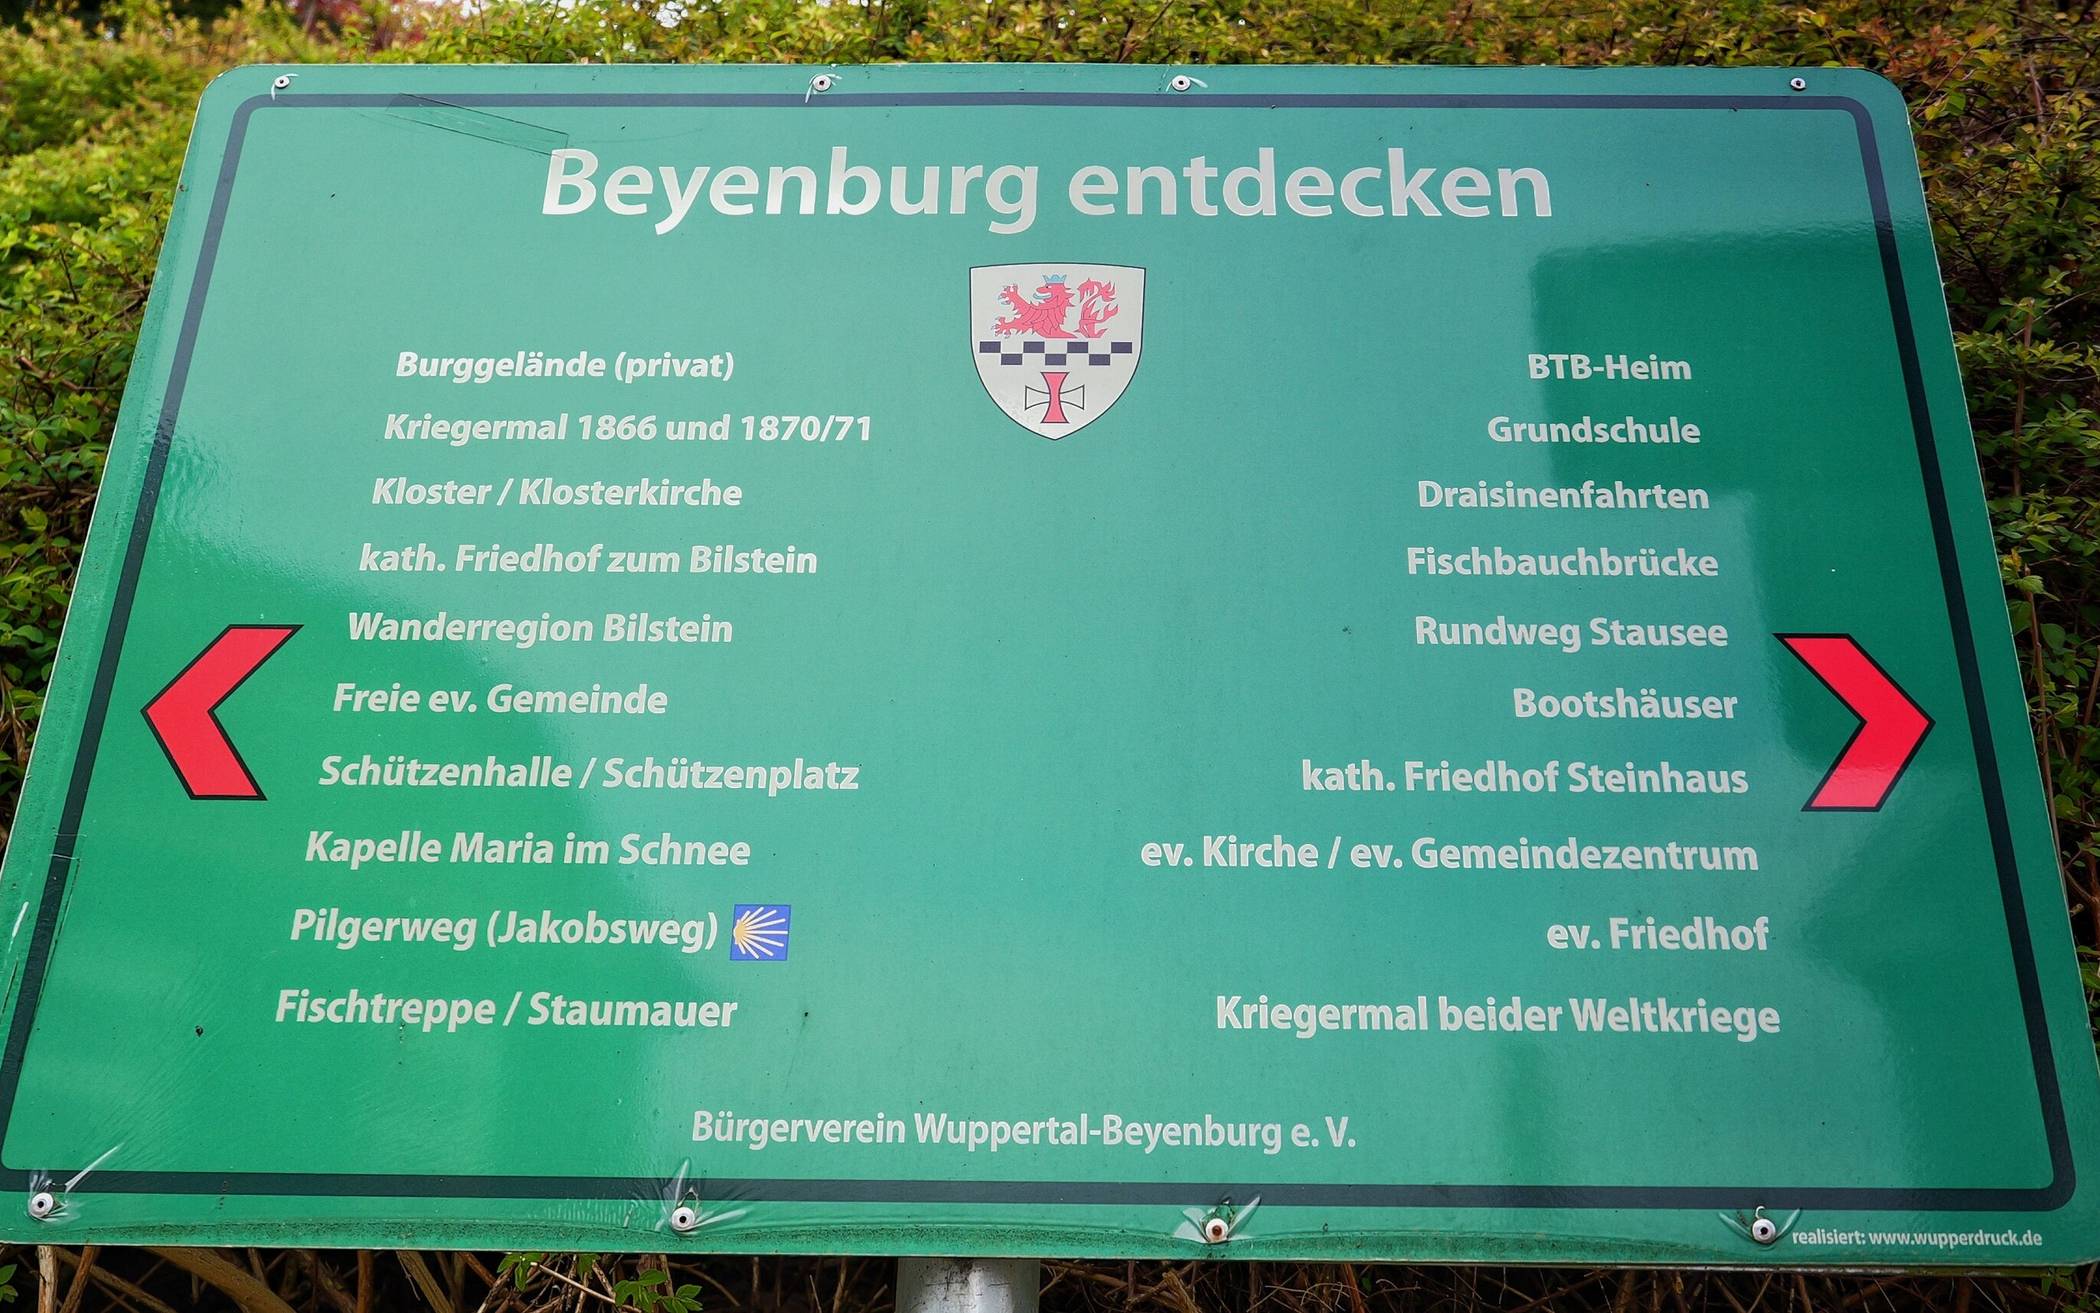 Beyenburg entdecken
Burggelände (privat)
Kriegermal 1866 und 1870/71
Kloster / Klosterkirche
kath. Friedhof zum Bilstein
Wanderregion Bilstein
Freie ev. Gemeinde
Schützenhalle / Schützenplatz
Kapelle Maria im Schnee
Pilgerweg (Jakobsweg)
Fischtreppe / Staumauer
BTB-Heim
Grundschule
Draisinenfahrten
Fischbauchbrücke
Rundweg Stausee
Bootshäuser
kath. Friedhof Steinhaus
ev. Kirche / ev. Gemeindezentrum
ev. Friedhof
Kriegermal beider Weltkriege
Bürgerverein Wuppertal-Beyenburg e. V.
realisiert: www.wupperdruck.de